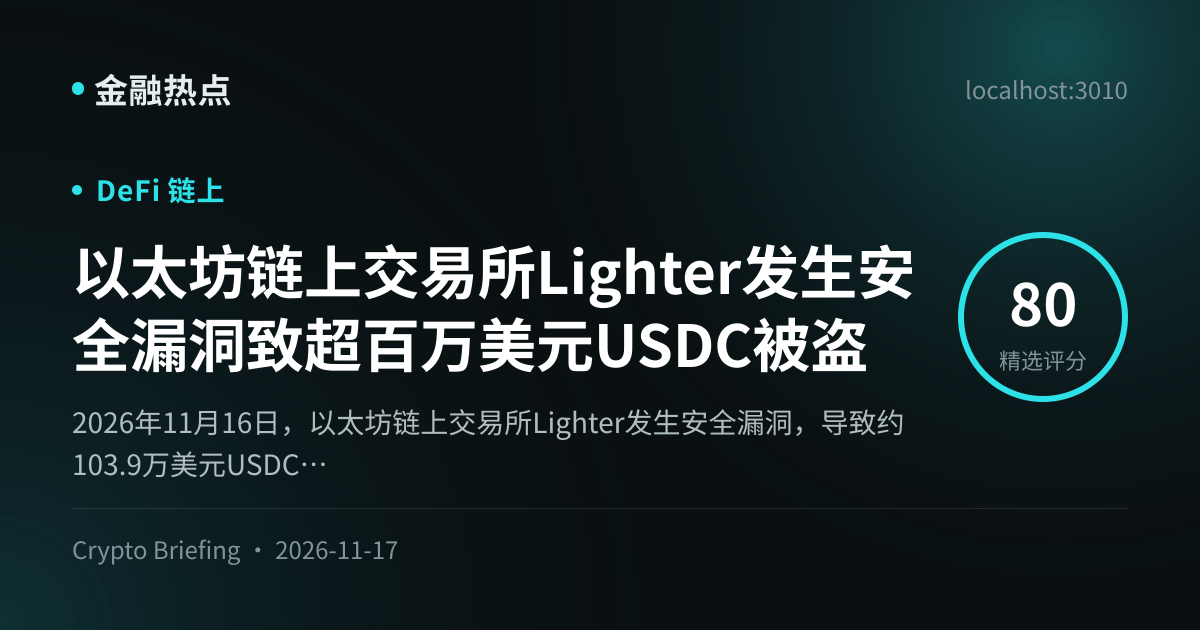 金融热点
localhost:3010
DeFi 链上
以太坊链上交易所Lighter发生安
全漏洞致超百万美元USDC被盗
80
精选评分
2026年11月16日，以太坊链上交易所Lighter发生安全漏洞，导致约
103.9万美元USDC…
Crypto Briefing · 2026-11-17